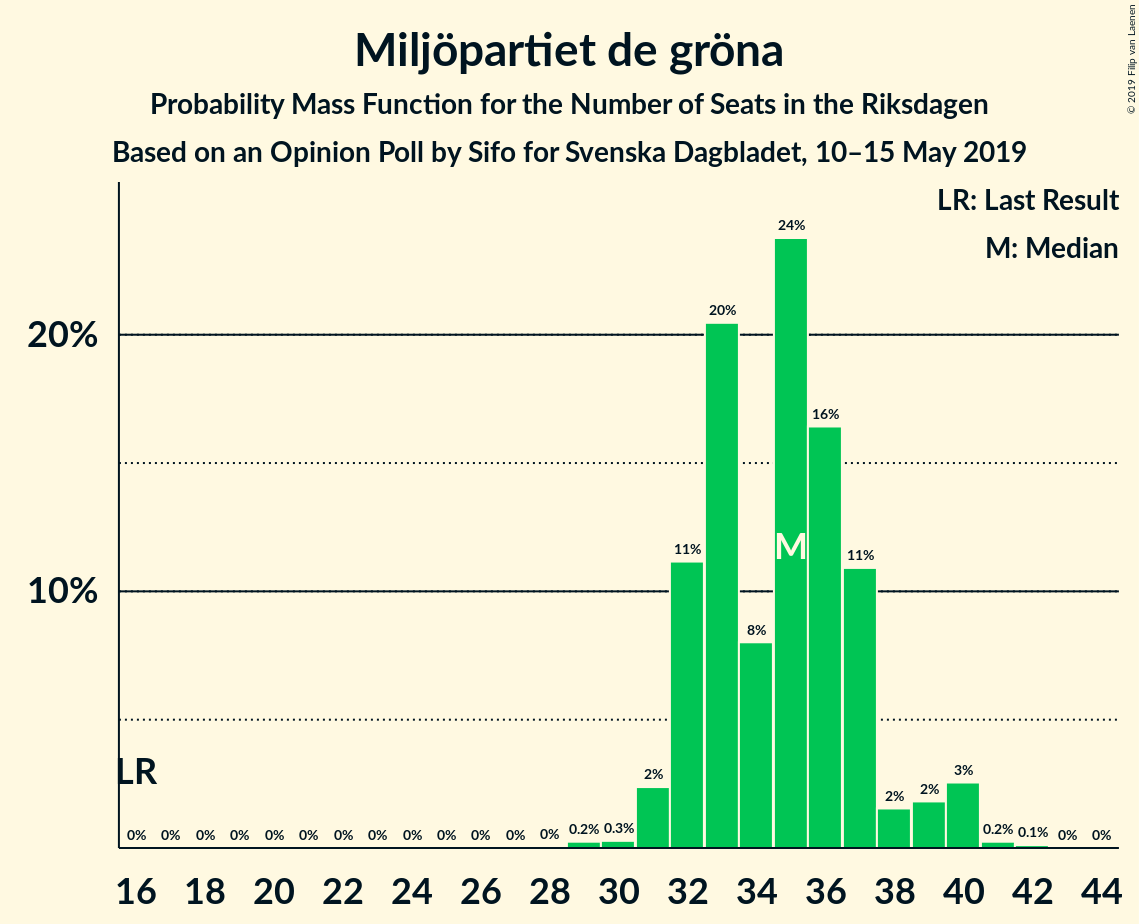 © 2019 Filip van Laenen
Miljöpartiet de gröna
Probability Mass Function for the Number of Seats in the Riksdagen
Based on an Opinion Poll by Sifo for Svenska Dagbladet, 10–15 May 2019
LR: Last Result
M: Median
24%
20%
20%
16%
M
11%
11%
10%
8%
LR
2%
3%
2%
2%
0% 0% 0% 0% 0% 0% 0% 0% 0% 0% 0% 0% 0% 0.2% 0.3% 0.2% 0.1% 0% 0%
16 18 20 22 24 26 28 30 32 34 36 38 40 42 44